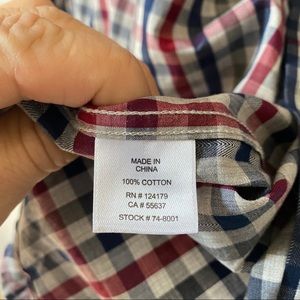 MADE IN
CHINA
100% COTTON
RN # 124179
CA # 55637
STOCK # 74-8001